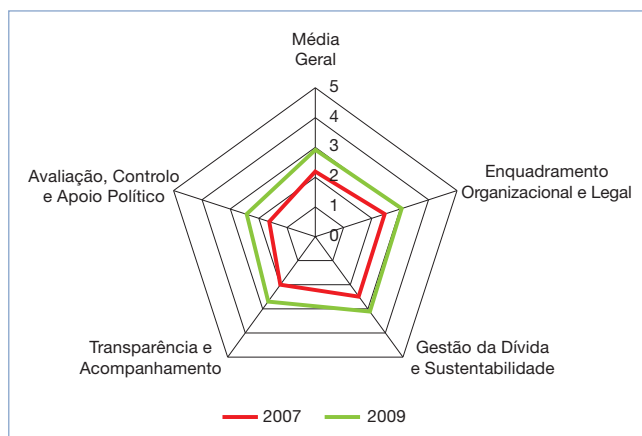 Média
Geral
5
4
3
2
1
0
Avaliação, Controlo
e Apoio Político
Enquadramento
Organizacional e Legal
Transparência e
Acompanhamento
Gestão da Dívida
e Sustentabilidade
2007
2009